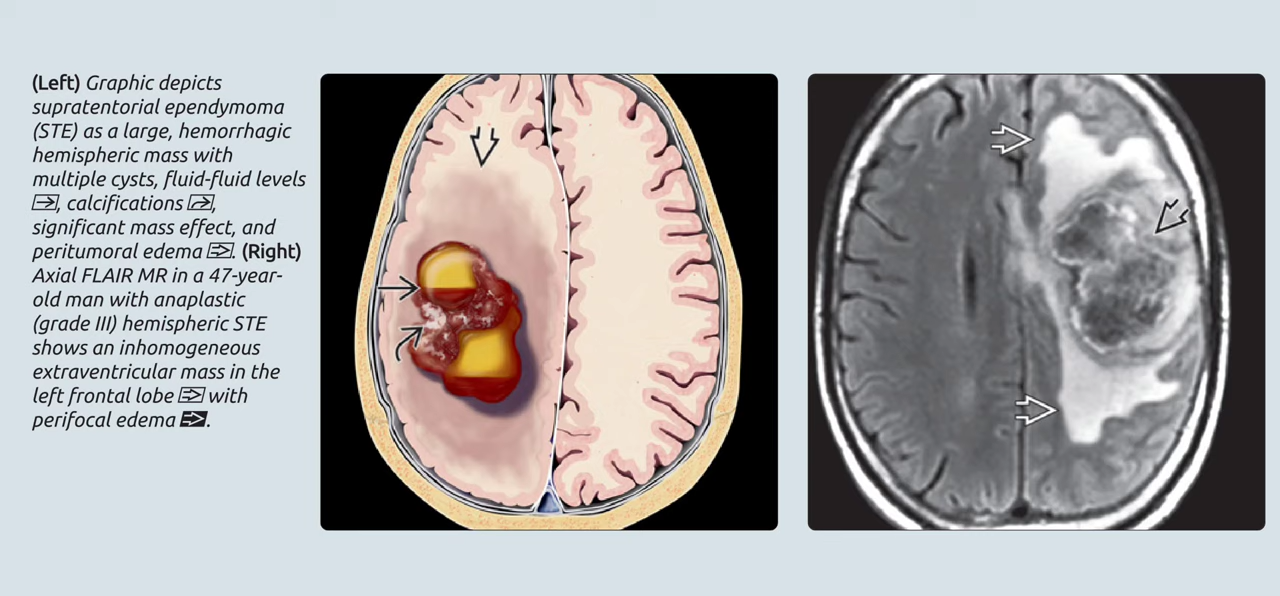 (Left) Graphic depicts
supratentorial ependymoma
(STE) as a large, hemorrhagic
hemispheric mass with
multiple cysts, fluid-fluid levels
, calcifications ,
significant mass effect, and
peritumoral edema . (Right)
Axial FLAIR MR in a 47-year-
old man with anaplastic
(grade III) hemispheric STE
shows an inhomogeneous
extraventricular mass in the
left frontal lobe with
perifocal edema .